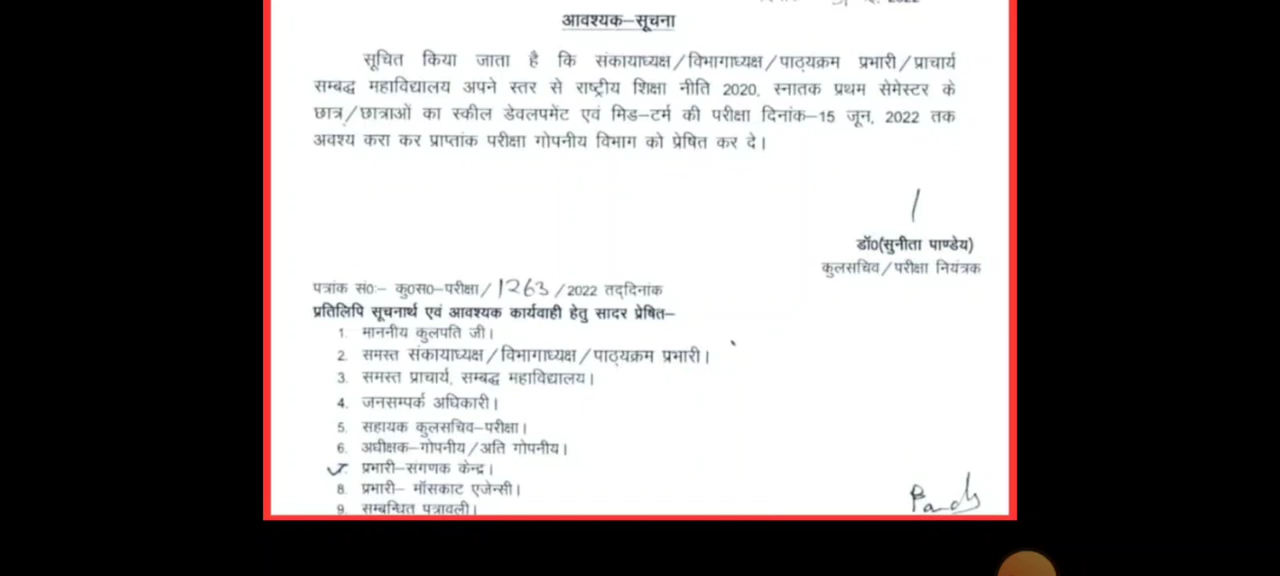 2022
आवश्यक–सूचना
सूचित किया जाता है कि संकायाध्यक्ष/विभागाध्यक्ष/पाठ्यक्रम प्रभारी/प्राचार्य
सम्बद्ध महाविद्यालय अपने स्तर से राष्ट्रीय शिक्षा नीति 2020, स्नातक प्रथम सेमेस्टर के
छात्र/छात्राओं का स्कील डेवलपमेंट एवं मिड–टर्म की परीक्षा दिनांक–15 जून, 2022 तक
अवश्य करा कर प्राप्तांक परीक्षा गोपनीय विभाग को प्रेषित कर दे।
डॉ0(सुनीता पाण्डेय)
कुलसचिव/परीक्षा नियंत्रक
पत्रांक सं0:– कु0स0–परीक्षा/1263/2022 तद्दिनांक
प्रतिलिपि सूचनार्थ एवं आवश्यक कार्यवाही हेतु सादर प्रेषित–
1. माननीय कुलपति जी।
2. समस्त संकायाध्यक्ष/विभागाध्यक्ष/पाठ्यक्रम प्रभारी।
3. समस्त प्राचार्य, सम्बद्ध महाविद्यालय।
4. जनसम्पर्क अधिकारी।
5. सहायक कुलसचिव–परीक्षा।
6. अधीक्षक–गोपनीय/अति गोपनीय।
प्रभारी–संगणक केन्द्र।
8. प्रभारी– मॉसकाट एजेन्सी।
9. सम्बन्धित पत्रावली।